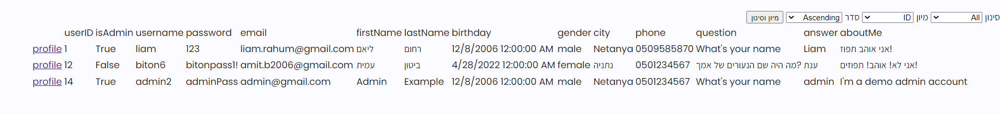 סינון All מיון ID סדר Ascending מיון וסינון
userID isAdmin username password email firstName lastName birthday gender city phone question answer aboutMe
profile 1 True liam 123 liam.rahum@gmail.com ליאם רחום 12/8/2006 12:00:00 AM male Netanya 0509585870 What's your name Liam אני אוהב תפוז!
profile 12 False biton6 bitonpass1! amit.b2006@gmail.com עמית ביטון 4/28/2022 12:00:00 AM female נתניה 0501234567 מה היה שם הנעורים של אמך? ענת אני לא! אוהב! תפוזים!
profile 14 True admin2 adminPass admin@gmail.com Admin Example 12/8/2006 12:00:00 AM male Netanya 0501234567 What's your name admin I'm a demo admin account